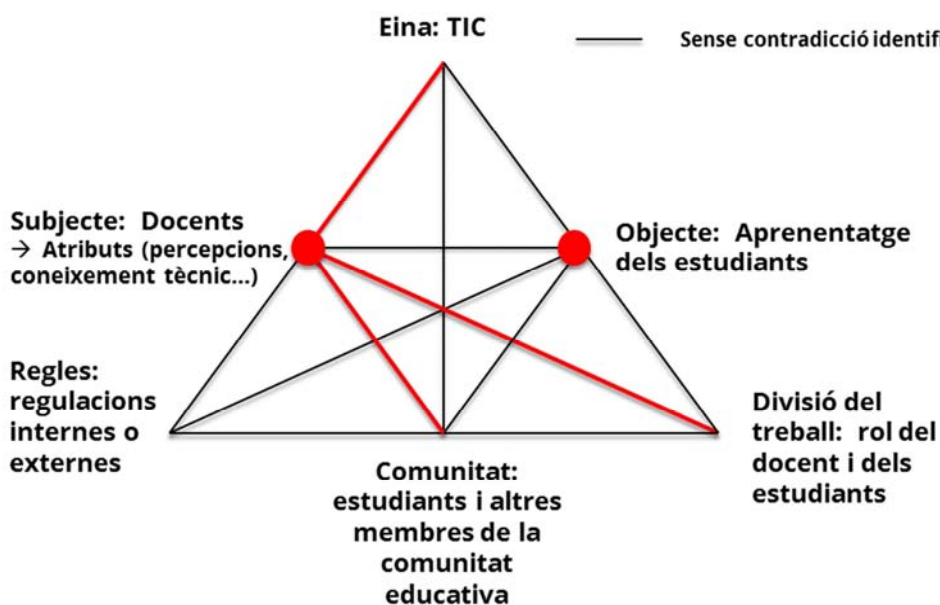 Eina: TIC
Sense contradicció identif
Subjecte: Docents
→ Atributs (percepcions,
coneixement tècnic...)
Objecte: Aprenentatge
dels estudiants
Regles:
regulacions
internes o
externes
Comunitat:
estudiants i altres
membres de la
comunitat
educativa
Divisió del
treball: rol del
docent i dels
estudiants